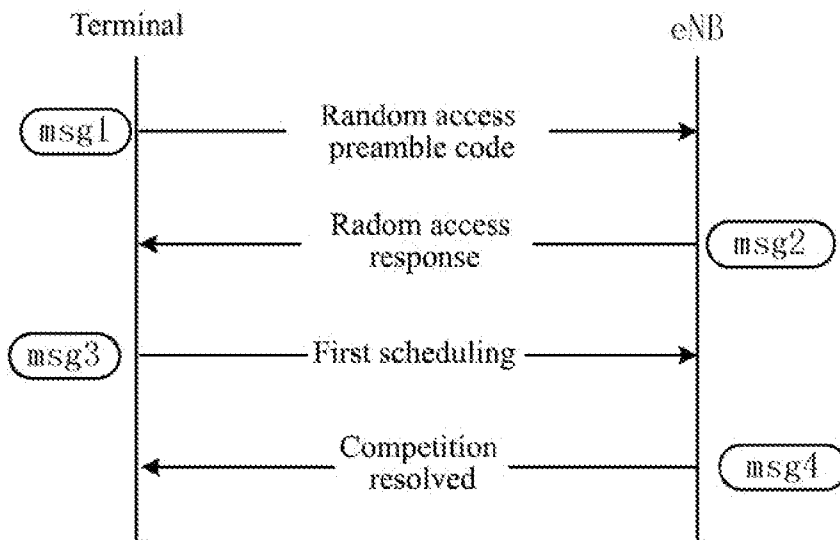 Terminal
eNB
msg1
Random access
preamble code
Radom access
response
msg2
msg3
First scheduling
Competition
resolved
msg4